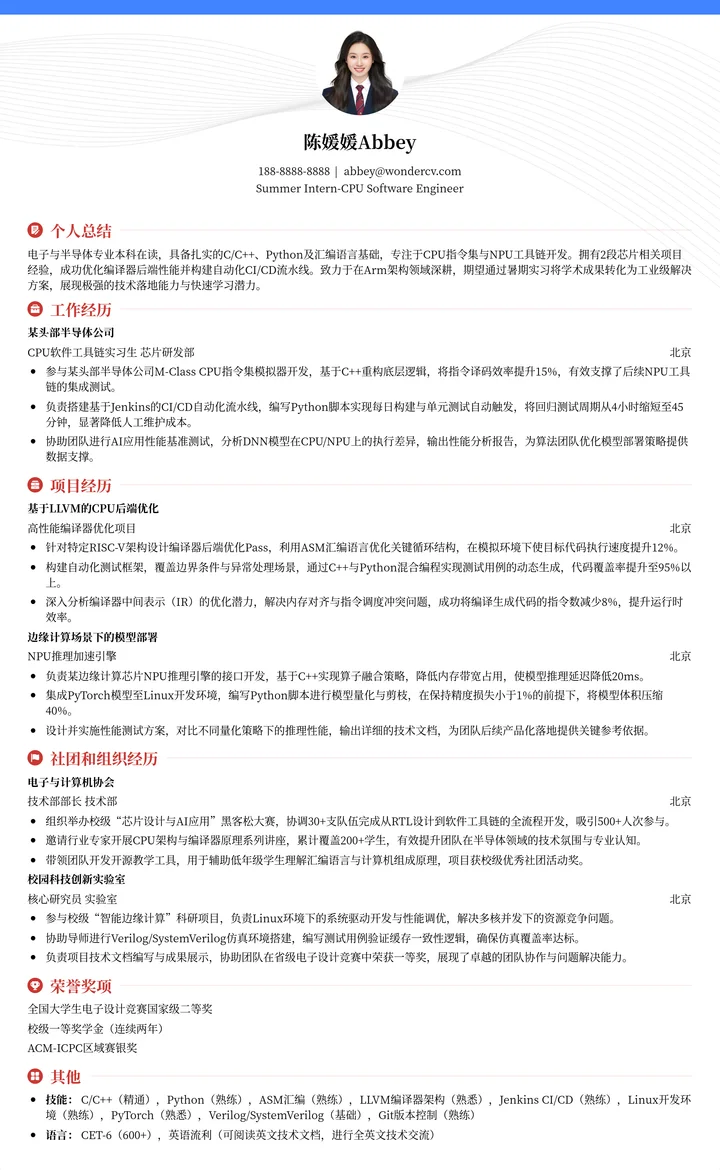 陈媛媛Abbey
188-8888-8888 | abbey@wondercv.com
Summer Intern-CPU Software Engineer
个人总结
电子与半导体专业本科在读，具备扎实的C/C++、Python及汇编语言基础，专注于CPU指令集与NPU工具链开发。拥有2段芯片相关项目
经验，成功优化编译器后端性能并构建自动化CI/CD流水线。致力于在Arm架构领域深耕，期望通过暑期实习将学术成果转化为工业级解决
方案，展现极强的技术落地能力与快速学习潜力。
工作经历
某头部半导体公司
CPU软件工具链实习生 芯片研发部 北京
• 参与某头部半导体公司M-Class CPU指令集模拟器开发，基于C++重构底层逻辑，将指令译码效率提升15%，有效支撑了后续NPU工具
链的集成测试。
• 负责搭建基于Jenkins的CI/CD自动化流水线，编写Python脚本实现每日构建与单元测试自动触发，将回归测试周期从4小时缩短至45
分钟，显著降低人工维护成本。
• 协助团队进行AI应用性能基准测试，分析DNN模型在CPU/NPU上的执行差异，输出性能分析报告，为算法团队优化模型部署策略提供
数据支撑。
项目经历
基于LLVM的CPU后端优化
高性能编译器优化项目 北京
• 针对特定RISC-V架构设计编译器后端优化Pass，利用ASM汇编语言优化关键循环结构，在模拟环境下使目标代码执行速度提升12%。
• 构建自动化测试框架，覆盖边界条件与异常处理场景，通过C++与Python混合编程实现测试用例的动态生成，代码覆盖率提升至95%以
上。
• 深入分析编译器中间表示（IR）的优化潜力，解决内存对齐与指令调度冲突问题，成功将编译生成代码的指令数减少8%，提升运行时
效率。
边缘计算场景下的模型部署
NPU推理加速引擎 北京
• 负责某边缘计算芯片NPU推理引擎的接口开发，基于C++实现算子融合策略，降低内存带宽占用，使模型推理延迟降低20ms。
• 集成PyTorch模型至Linux开发环境，编写Python脚本进行模型量化与剪枝，在保持精度损失小于1%的前提下，将模型体积压缩
40%。
• 设计并实施性能测试方案，对比不同量化策略下的推理性能，输出详细的技术文档，为团队后续产品化落地提供关键参考依据。
社团和组织经历
电子与计算机协会
技术部部长 技术部 北京
• 组织举办校级“芯片设计与AI应用”黑客松大赛，协调30+支队伍完成从RTL设计到软件工具链的全流程开发，吸引500+人次参与。
• 邀请行业专家开展CPU架构与编译器原理系列讲座，累计覆盖200+学生，有效提升团队在半导体领域的技术氛围与专业认知。
• 带领团队开发开源教学工具，用于辅助低年级学生理解汇编语言与计算机组成原理，项目获校级优秀社团活动奖。
校园科技创新实验室
核心研究员 实验室 北京
• 参与校级“智能边缘计算”科研项目，负责Linux环境下的系统驱动开发与性能调优，解决多核并发下的资源竞争问题。
• 协助导师进行Verilog/SystemVerilog仿真环境搭建，编写测试用例验证缓存一致性逻辑，确保仿真覆盖率达标。
• 负责项目技术文档编写与成果展示，协助团队在省级电子设计竞赛中荣获一等奖，展现了卓越的团队协作与问题解决能力。
荣誉奖项
全国大学生电子设计竞赛国家级二等奖
校级一等奖学金（连续两年）
ACM-ICPC区域赛银奖
其他
• 技能： C/C++（精通），Python（熟练），ASM汇编（熟练），LLVM编译器架构（熟悉），Jenkins CI/CD（熟练），Linux开发环
境（熟练），PyTorch（熟悉），Verilog/SystemVerilog（基础），Git版本控制（熟练）
• 语言： CET-6（600+），英语流利（可阅读英文技术文档，进行全英文技术交流）